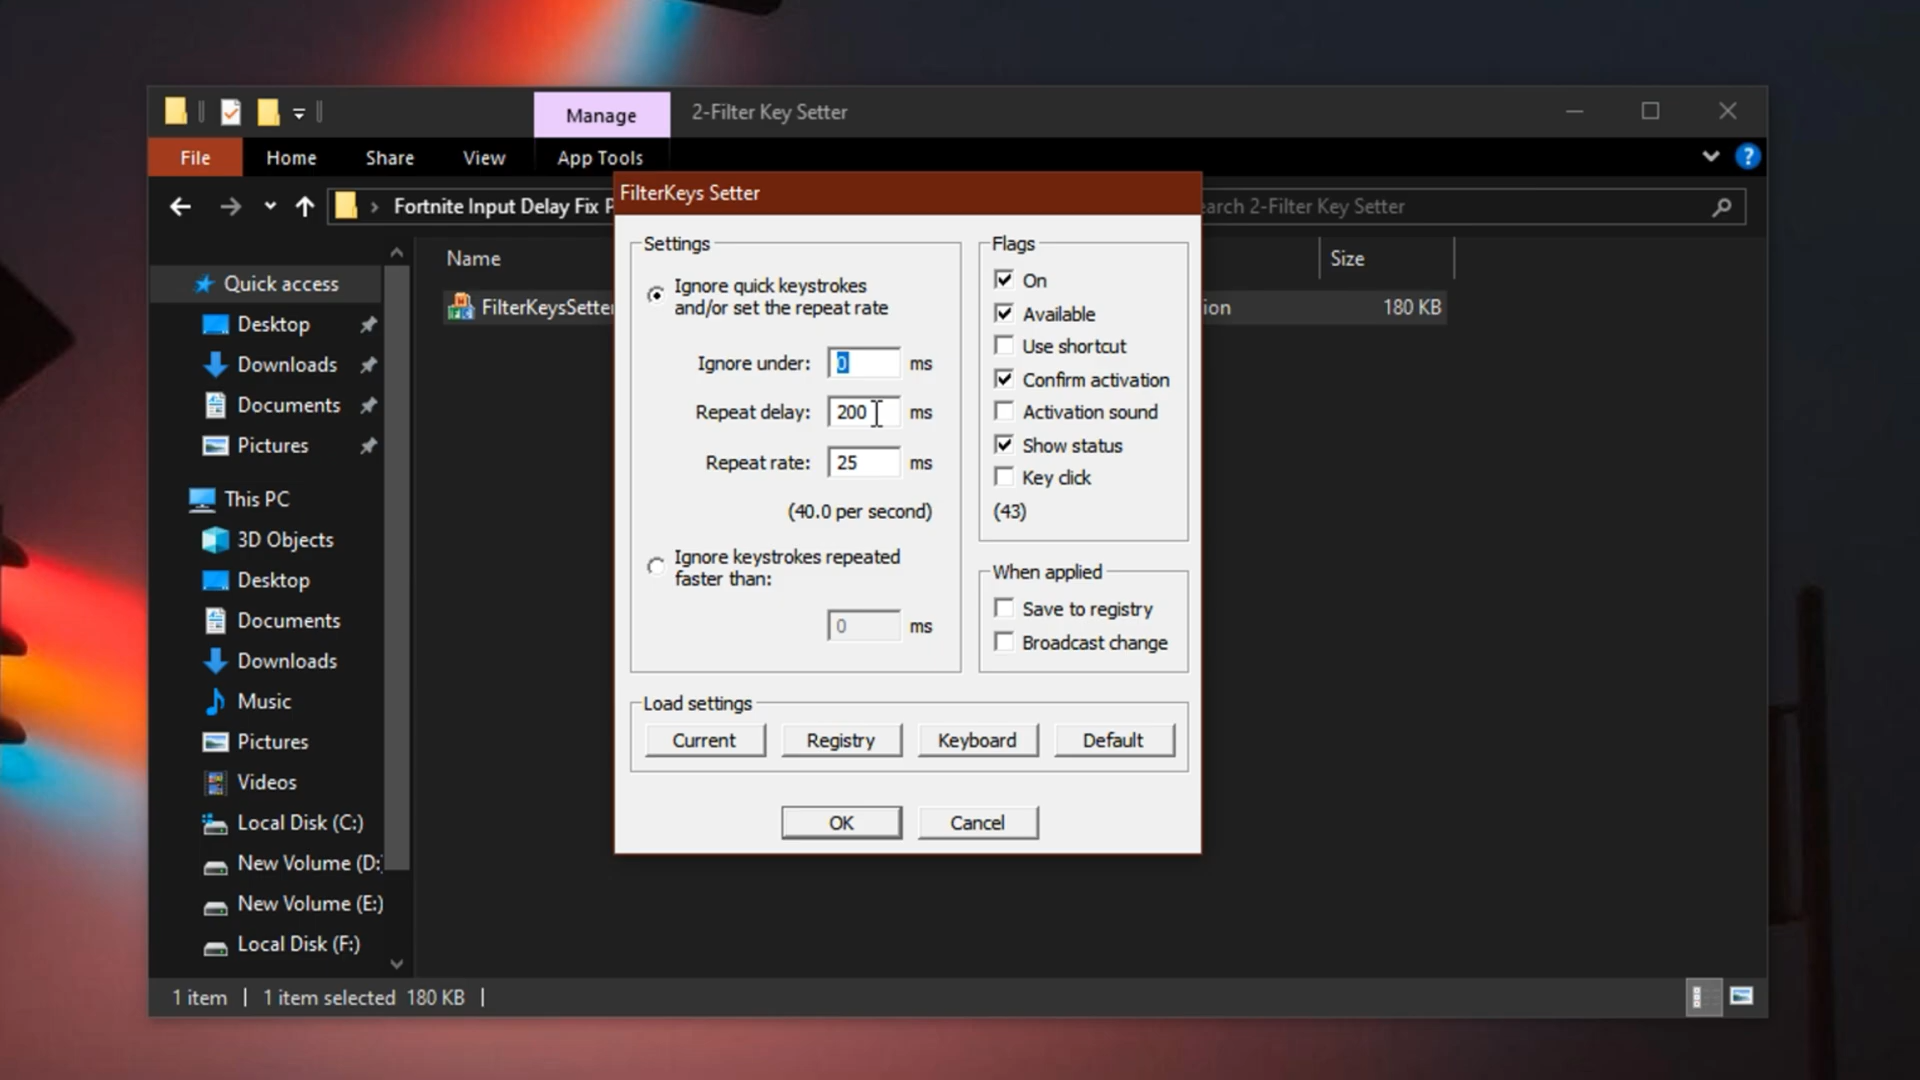 Manage
2-Filter Key Setter
File
Home
Share
View
App Tools
?
Fortnite Input Delay Fix P
arch 2-Filter Key Setter
Name
Size
FilterKeysSetter
ion
180 KB
Quick access
Desktop
Downloads
Documents
Pictures
This PC
3D Objects
Desktop
Documents
Downloads
Music
Pictures
Videos
Local Disk (C:)
New Volume (D:)
New Volume (E:)
Local Disk (F:)
1 item
1 item selected 180 KB
FilterKeys Setter
Settings
Ignore quick keystrokes
and/or set the repeat rate
Ignore under: 0 ms
Repeat delay: 200 ms
Repeat rate: 25 ms
(40.0 per second)
Ignore keystrokes repeated
faster than:
0 ms
Flags
On
Available
Use shortcut
Confirm activation
Activation sound
Show status
Key click
(43)
When applied
Save to registry
Broadcast change
Load settings
Current
Registry
Keyboard
Default
OK
Cancel